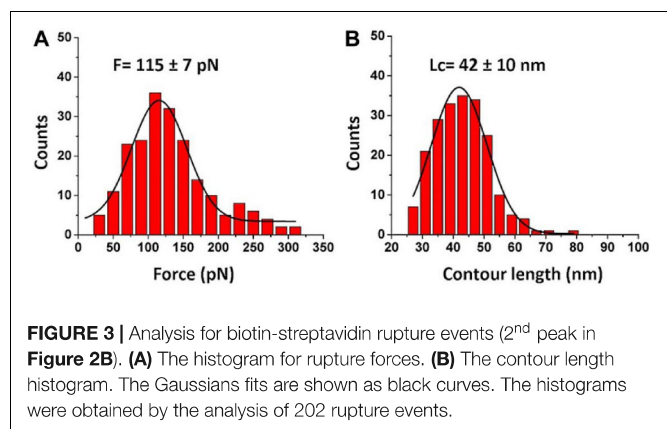 A
B
F= 115 ± 7 pN
Lc= 42 ± 10 nm
Counts
50
40
30
20
10
0
0 50 100 150 200 250 300 350
Force (pN)
Counts
50
40
30
20
10
0
20 30 40 50 60 70 80 90 100
Contour length (nm)
FIGURE 3 | Analysis for biotin-streptavidin rupture events (2nd peak in
Figure 2B). (A) The histogram for rupture forces. (B) The contour length
histogram. The Gaussians fits are shown as black curves. The histograms
were obtained by the analysis of 202 rupture events.